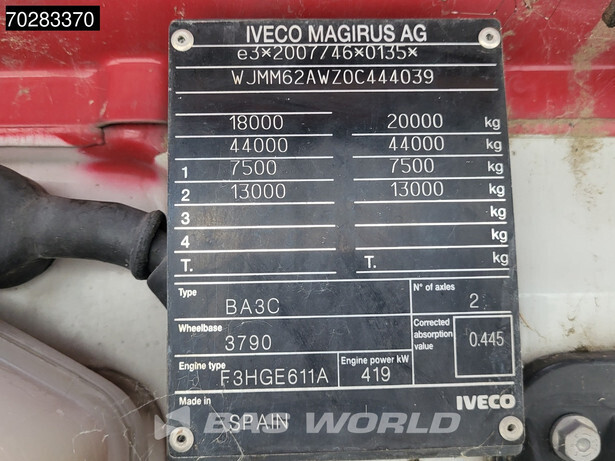 70283370
IVECO MAGIRUS AG
e3*2007/46*0135*
WJMM62AWZ0C444039
18000 20000 kg
44000 44000 kg
1 7500 7500 kg
2 13000 13000 kg
3 kg
4 kg
T. T. kg
Type BA3C N° of axles 2
Wheelbase 3790 Corrected absorption value 0.445
Engine type F3HGE611A Engine power kW 419
Made in SPAIN IVECO
BAS WORLD